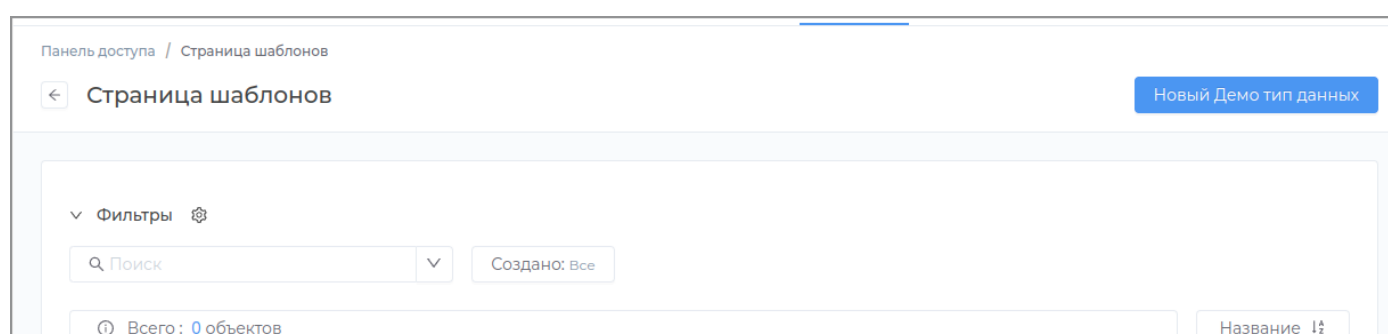 Панель доступа / Страница шаблонов
Страница шаблонов
Новый Демо тип данных
Фильтры
Поиск
Создано: Все
Всего : 0 объектов
Название